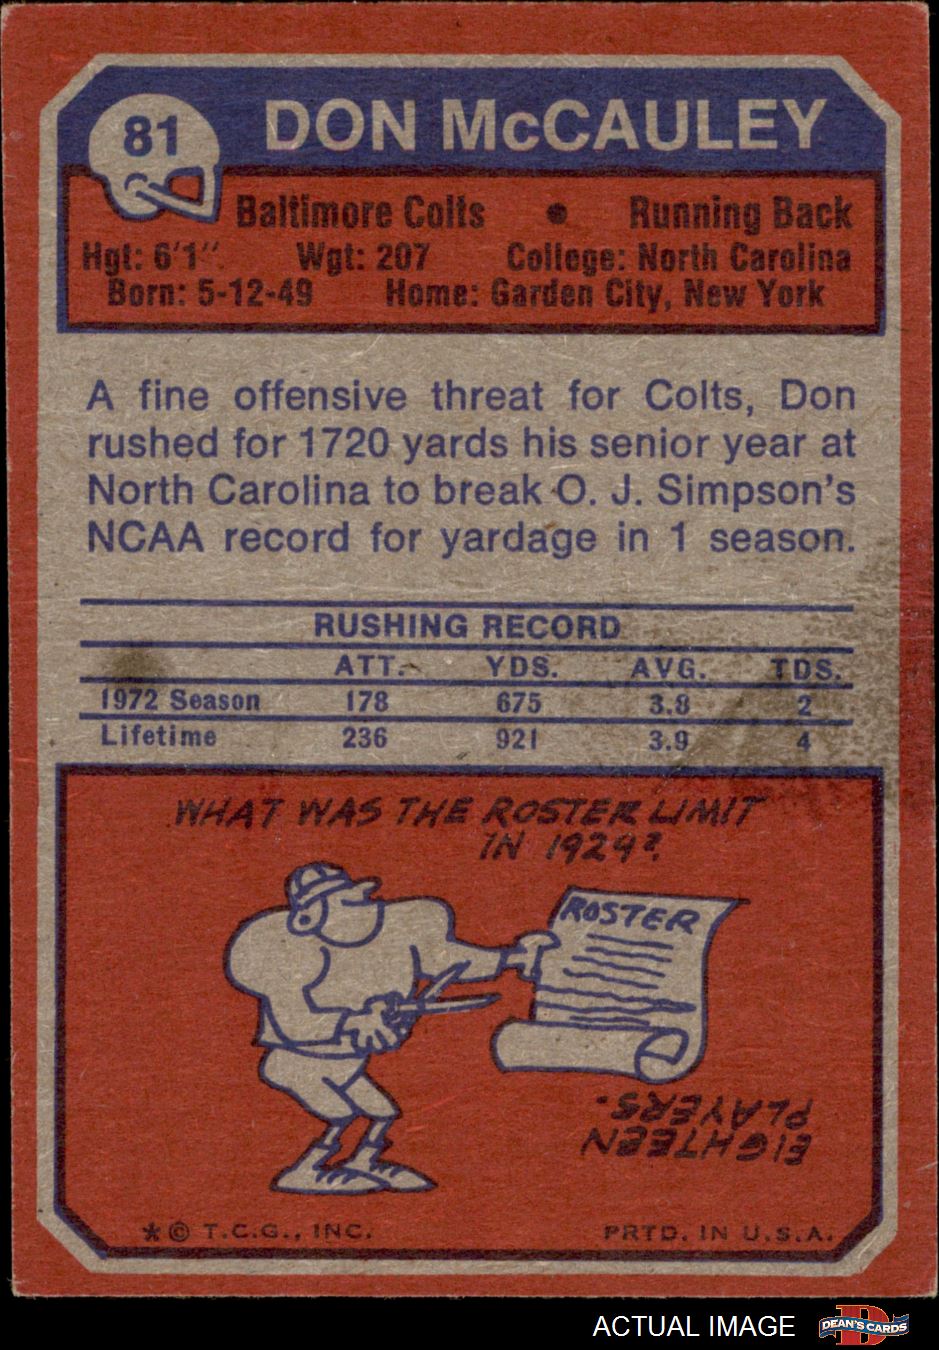 81
DON McCAULEY
Baltimore Colts • Running Back
Hgt: 6'1". Wgt: 207 College: North Carolina
Born: 5-12-49 Home: Garden City, New York
A fine offensive threat for Colts, Don
rushed for 1720 yards his senior year at
North Carolina to break O. J. Simpson's
NCAA record for yardage in 1 season.
RUSHING RECORD
ATT. YDS. AVG. TDS.
1972 Season 178 675 3.8 2
Lifetime 236 921 3.9 4
WHAT WAS THE ROSTER LIMIT
IN 1929?
ROSTER
EIGHTEEN
PLAYERS.
* © T.C.G., INC. PRTD. IN U.S.A.
ACTUAL IMAGE
D
DEAN'S CARDS